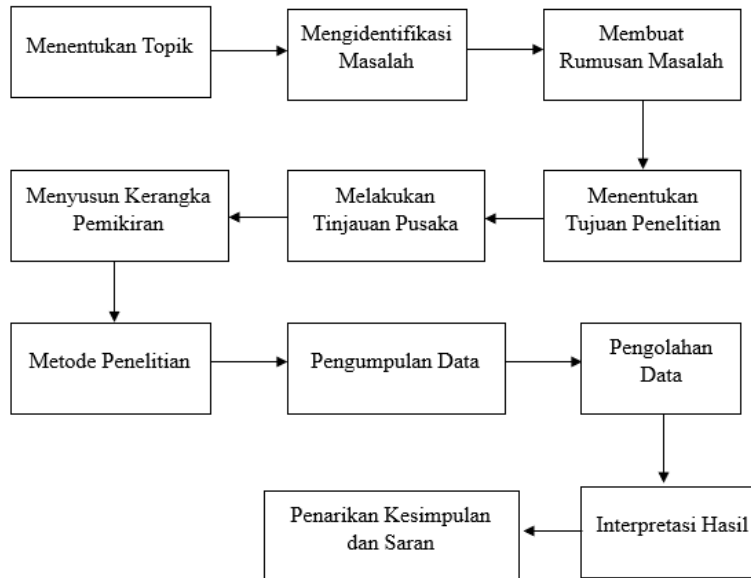 Menentukan Topik
Mengidentifikasi
Masalah
Membuat
Rumusan Masalah
Menentukan
Tujuan Penelitian
Melakukan
Tinjauan Pusaka
Menyusun Kerangka
Pemikiran
Metode Penelitian
Pengumpulan Data
Pengolahan
Data
Interpretasi Hasil
Penarikan Kesimpulan
dan Saran